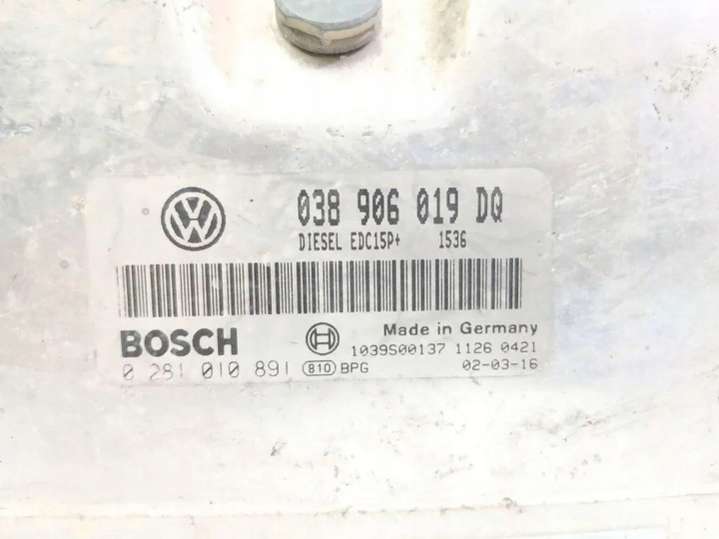 038 906 019 DQ
DIESEL EDC15P+ 1536
BOSCH Made in Germany
1039S00137 1126 0421
0 281 010 891 810 BPG 02-03-16